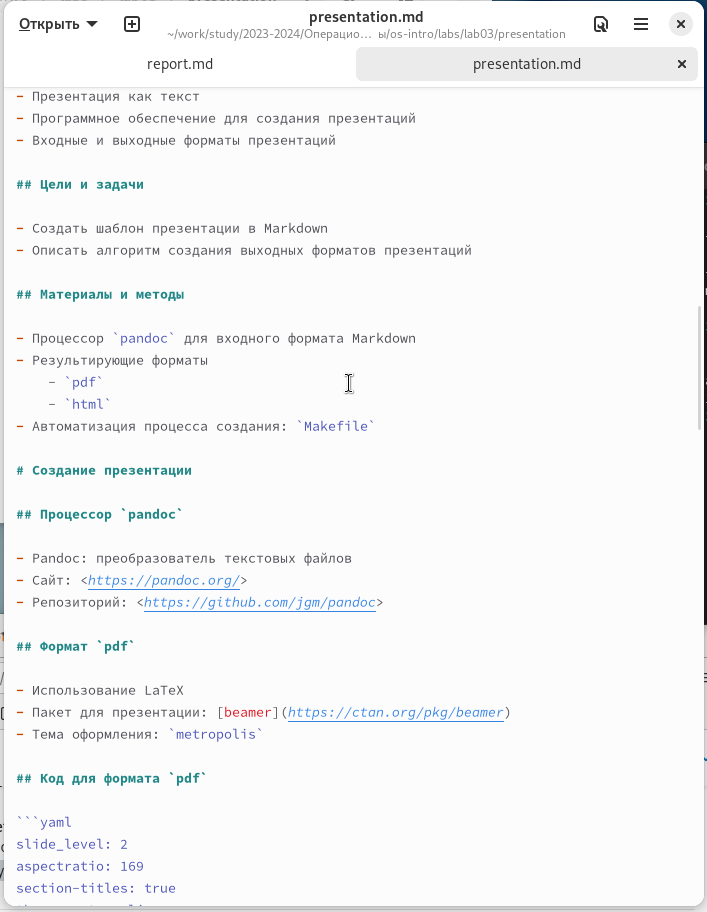 Открыть
presentation.md
~/work/study/2023-2024/Операцио… ы/os-intro/labs/lab03/presentation
report.md
presentation.md
- Презентация как текст
- Программное обеспечение для создания презентаций
- Входные и выходные форматы презентаций
## Цели и задачи
- Создать шаблон презентации в Markdown
- Описать алгоритм создания выходных форматов презентаций
## Материалы и методы
- Процессор `pandoc` для входного формата Markdown
- Результирующие форматы
    - `pdf`
    - `html`
- Автоматизация процесса создания: `Makefile`
# Создание презентации
## Процессор `pandoc`
- Pandoc: преобразователь текстовых файлов
- Сайт: <https://pandoc.org/>
- Репозиторий: <https://github.com/jgm/pandoc>
## Формат `pdf`
- Использование LaTeX
- Пакет для презентации: [beamer](https://ctan.org/pkg/beamer)
- Тема оформления: `metropolis`
## Код для формата `pdf`
```yaml
slide_level: 2
aspectratio: 169
section-titles: true